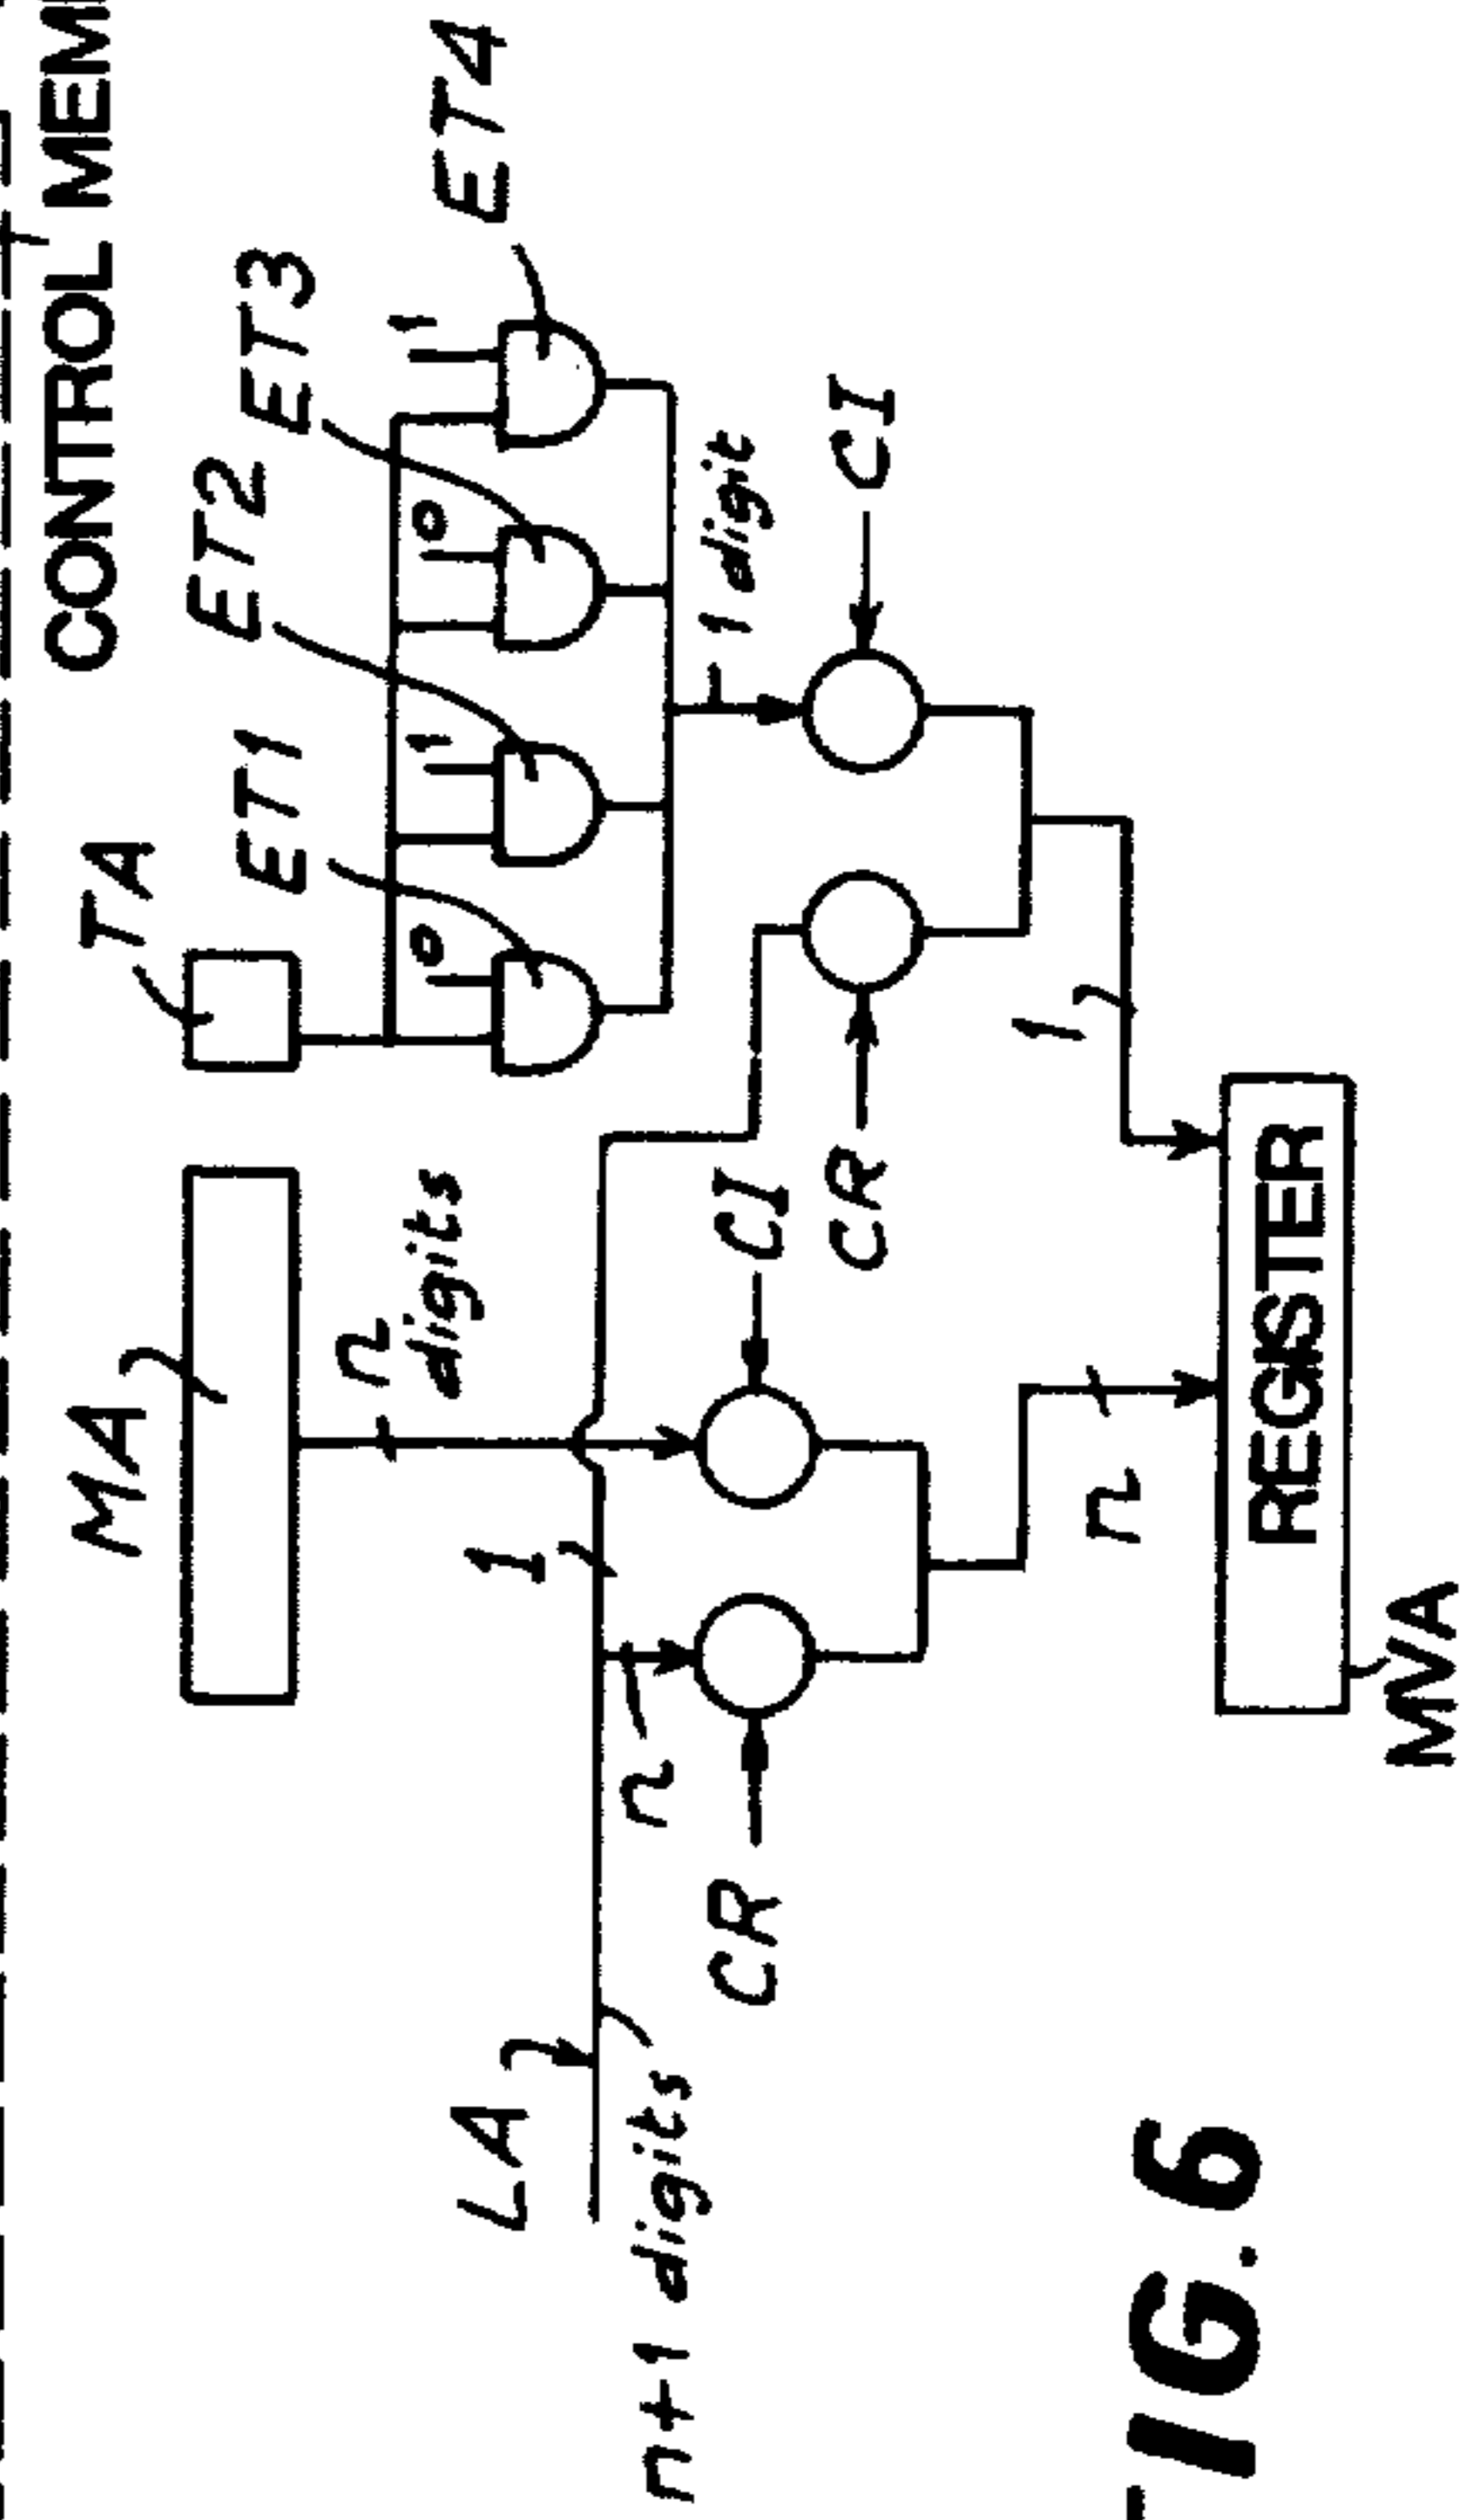 CONTROL MEM
MA
TA
ET1
ET2
ET3
ET4
n
digits
0
1
0
1
LA
1
n+1 digits
n
1 digit
CR
CI
CR
CI
n
1
REGISTER
MVA
IG. 6